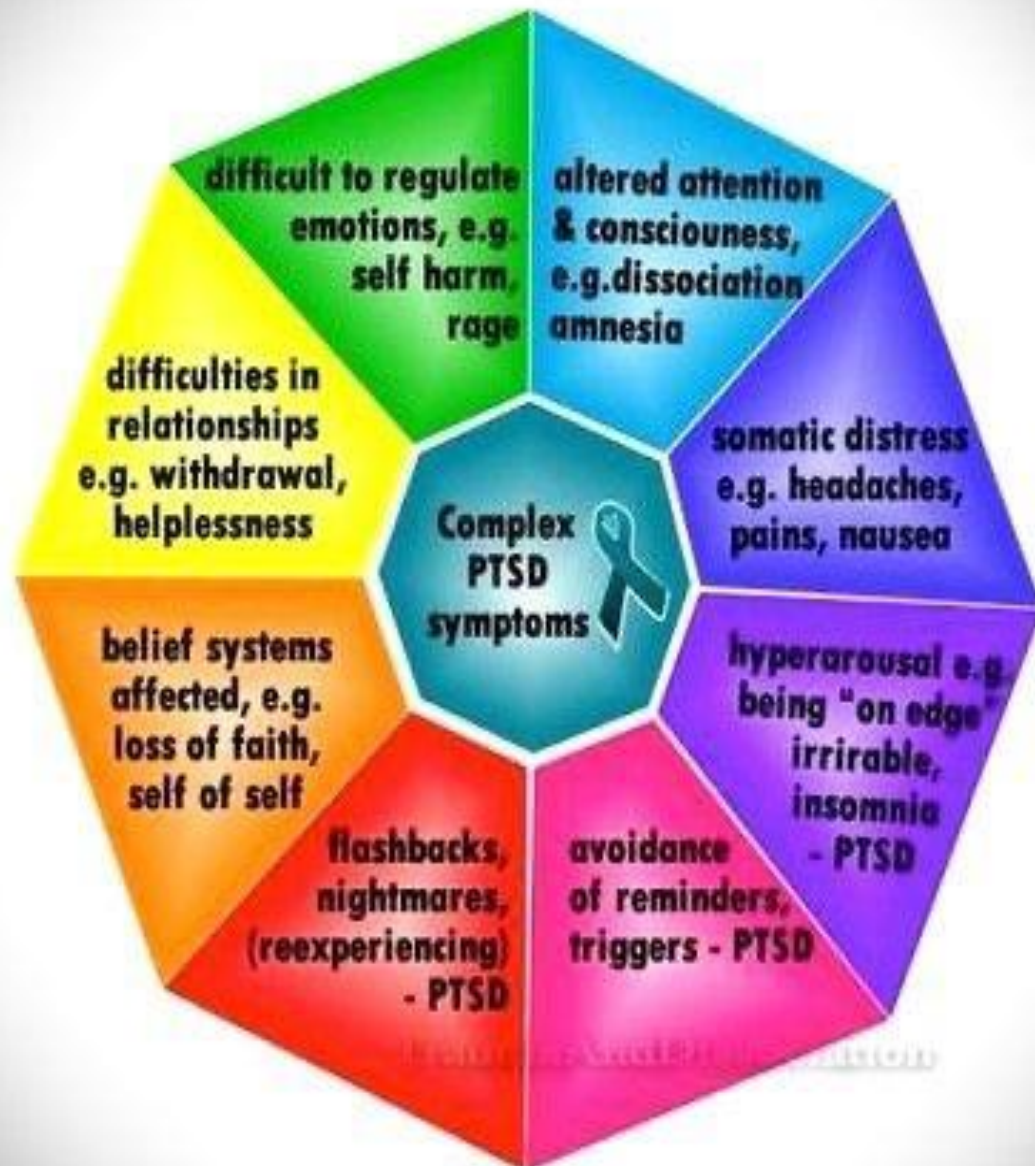 Complex
PTSD
symptoms
difficult to regulate
emotions, e.g.
self harm,
rage
altered attention
& consciouness,
e.g.dissociation
amnesia
somatic distress
e.g. headaches,
pains, nausea
hyperarousal e.g.
being "on edge"
irrirable,
insomnia
- PTSD
avoidance
of reminders,
triggers - PTSD
flashbacks,
nightmares,
(reexperiencing)
- PTSD
belief systems
affected, e.g.
loss of faith,
self of self
difficulties in
relationships
e.g. withdrawal,
helplessness